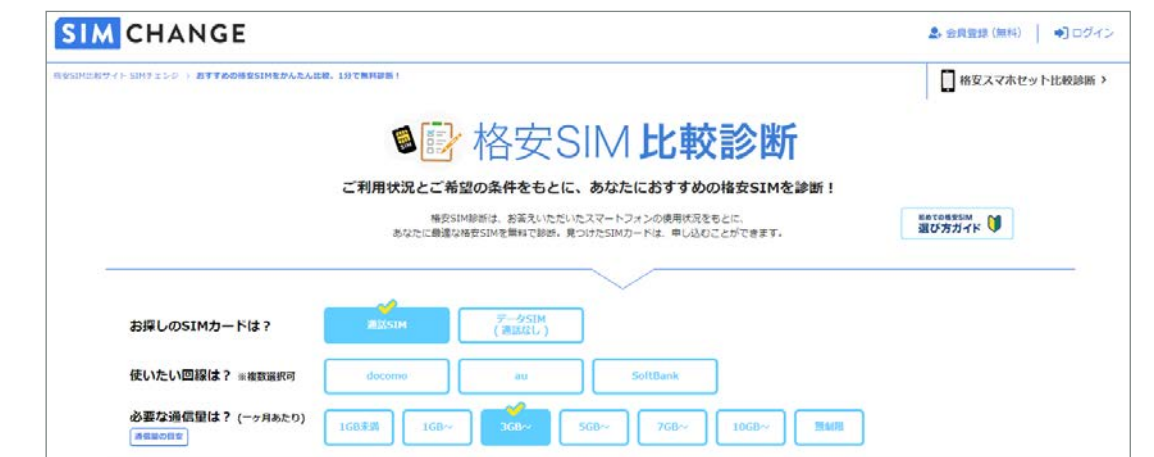 SIM CHANGE
会員登録（無料） ログイン
格安SIM比較サイト SIMチェンジ 〉 おすすめの格安SIMをかんたん比較。1分で無料診断！
格安スマホセット比較診断 >
格安SIM 比較診断
ご利用状況とご希望の条件をもとに、あなたにおすすめの格安SIMを診断！
格安SIM診断は、お答えいただいたスマートフォンの使用状況をもとに、
あなたに最適な格安SIMを無料で診断。見つけたSIMカードは、申し込むことができます。
初めての格安SIM
選び方ガイド
お探しのSIMカードは？
通話SIM
データSIM
（通話なし）
使いたい回線は？ ※複数選択可
docomo au SoftBank
必要な通信量は？ (一ヶ月あたり)
通信量の目安
1GB未満 1GB～ 3GB～ 5GB～ 7GB～ 10GB～ 無制限